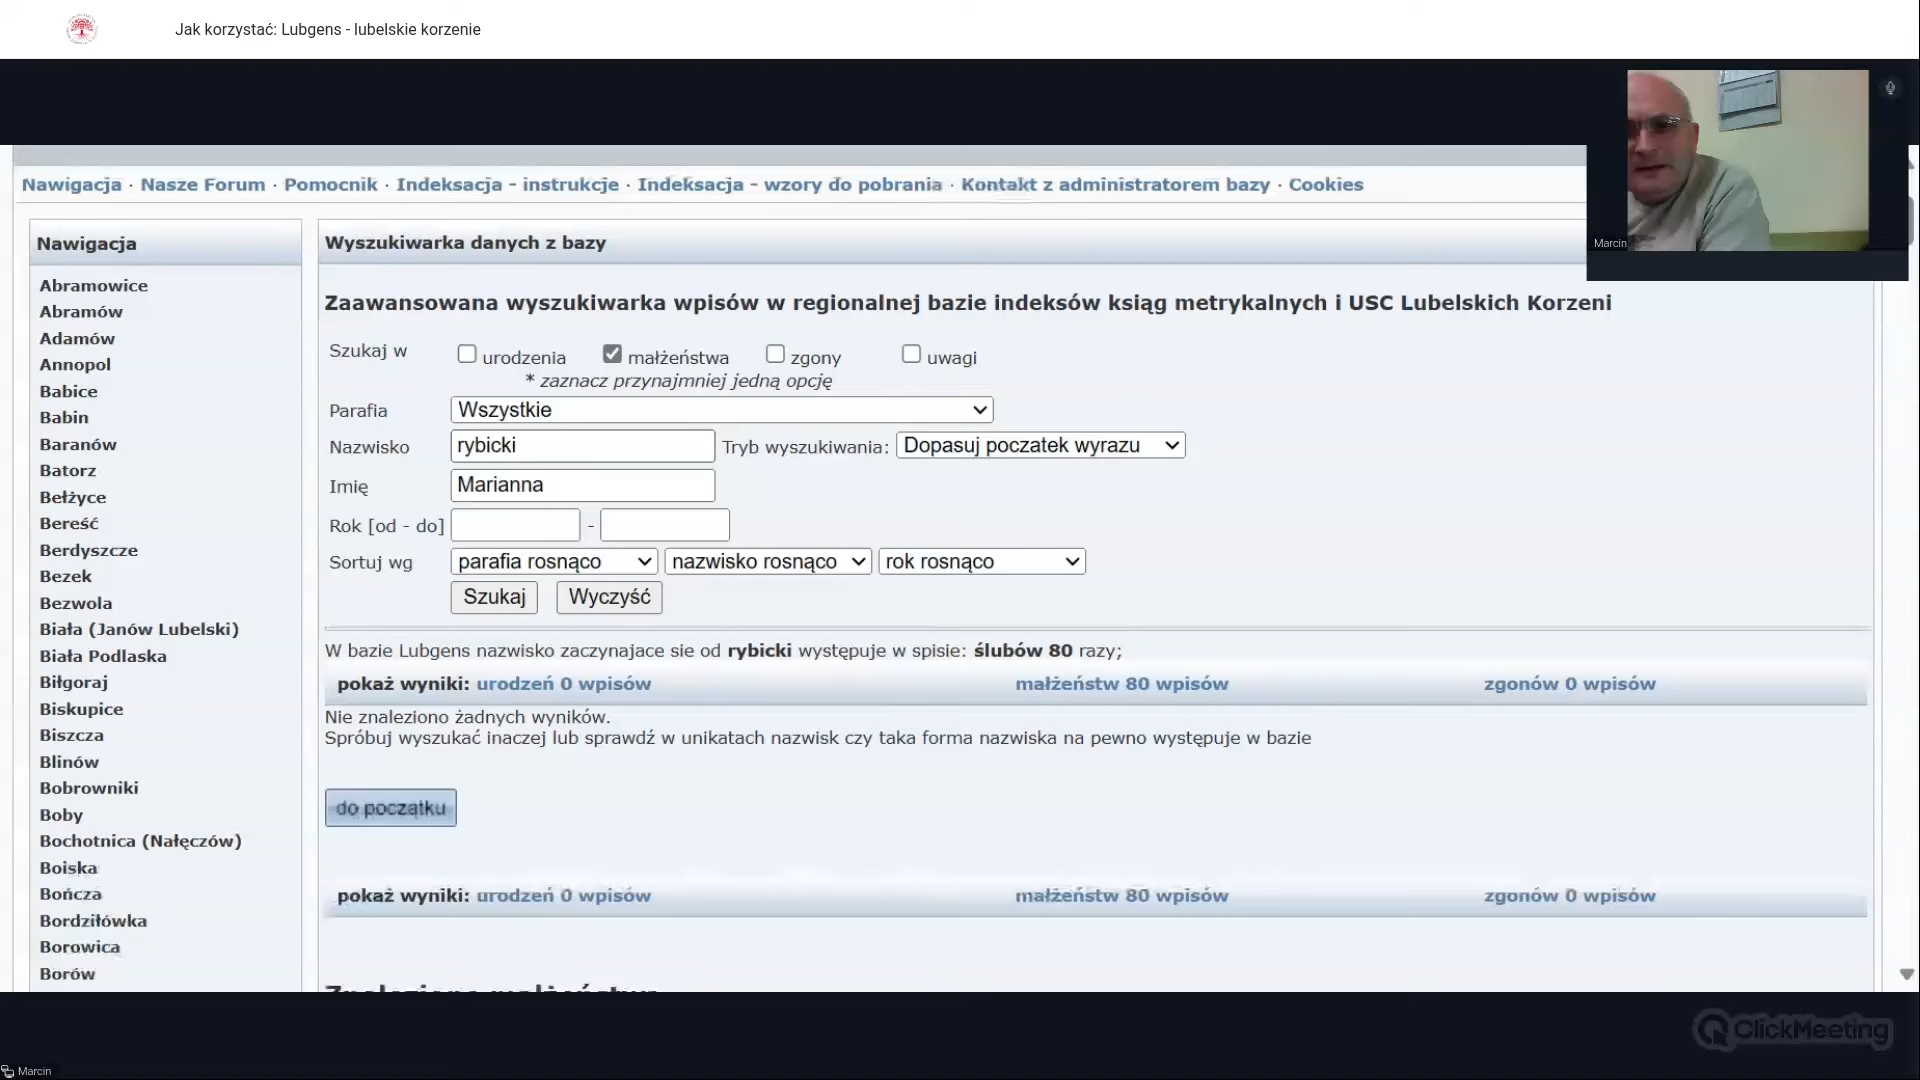 Jak korzystać: Lubgens - lubelskie korzenie
Marcin
Nawigacja · Nasze Forum · Pomocnik · Indeksacja - instrukcje · Indeksacja - wzory do pobrania · Kontakt z administratorem bazy · Cookies
Nawigacja
Abramowice
Abramów
Adamów
Annopol
Babice
Babin
Baranów
Batorz
Bełżyce
Bereść
Berdyszcze
Bezek
Bezwola
Biała (Janów Lubelski)
Biała Podlaska
Biłgoraj
Biskupice
Biszcza
Blinów
Bobrowniki
Boby
Bochotnica (Nałęczów)
Boiska
Bończa
Bordziłówka
Borowica
Borów
Wyszukiwarka danych z bazy
Zaawansowana wyszukiwarka wpisów w regionalnej bazie indeksów ksiąg metrykalnych i USC Lubelskich Korzeni
Szukaj w urodzenia małżeństwa zgony uwagi
* zaznacz przynajmniej jedną opcję
Parafia Wszystkie
Nazwisko rybicki Tryb wyszukiwania: Dopasuj poczatek wyrazu
Imię Marianna
Rok [od - do] -
Sortuj wg parafia rosnąco nazwisko rosnąco rok rosnąco
Szukaj Wyczyść
W bazie Lubgens nazwisko zaczynajace sie od rybicki występuje w spisie: ślubów 80 razy;
pokaż wyniki: urodzeń 0 wpisów małżeństw 80 wpisów zgonów 0 wpisów
Nie znaleziono żadnych wyników.
Spróbuj wyszukać inaczej lub sprawdź w unikatach nazwisk czy taka forma nazwiska na pewno występuje w bazie
do początku
pokaż wyniki: urodzeń 0 wpisów małżeństw 80 wpisów zgonów 0 wpisów
ClickMeeting
Marcin